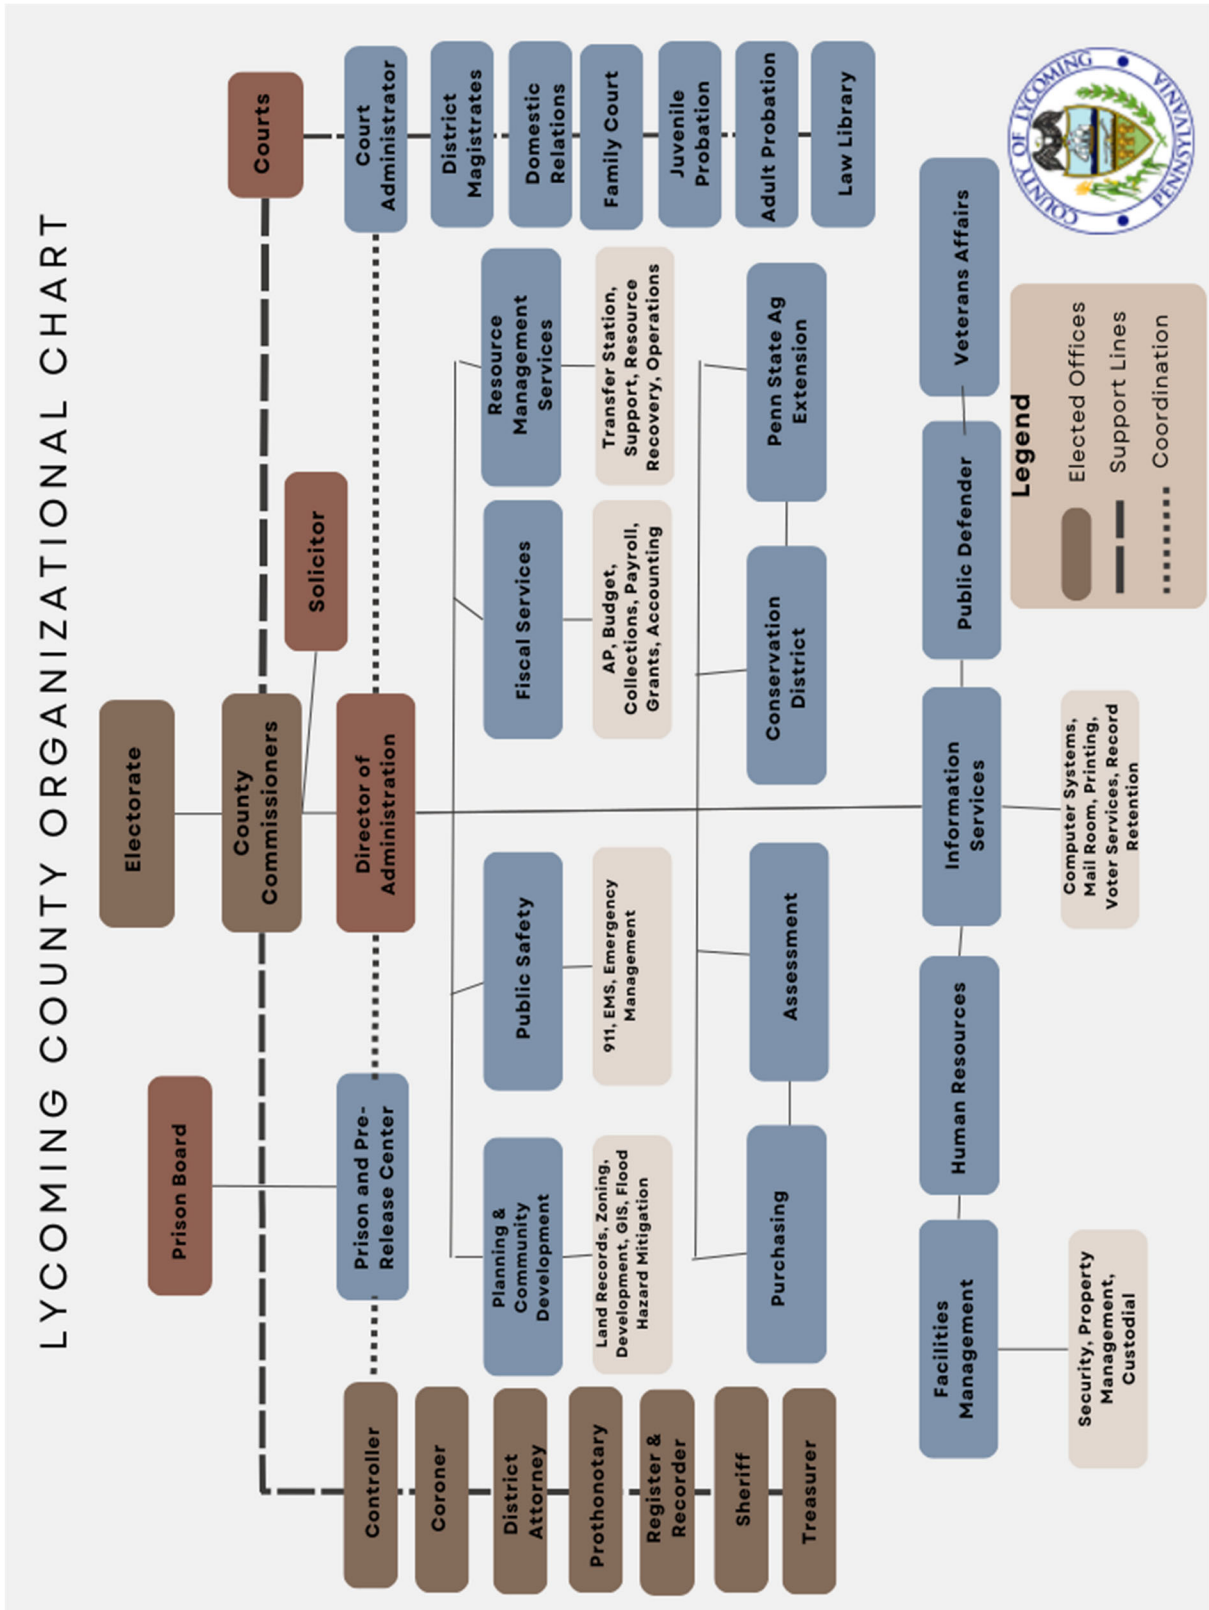 LYCOMING COUNTY ORGANIZATIONAL CHART
Electorate
Prison Board
County
Commissioners
Courts
Solicitor
Controller
Prison and Pre-
Release Center
Director of
Administration
Court
Administrator
Coroner
District
Attorney
Prothonotary
Register &
Recorder
Sheriff
Treasurer
Planning &
Community
Development
Public Safety
Fiscal Services
Resource
Management
Services
Land Records, Zoning,
Development, GIS, Flood
Hazard Mitigation
911, EMS, Emergency
Management
AP, Budget,
Collections, Payroll,
Grants, Accounting
Transfer Station,
Support, Resource
Recovery, Operations
District
Magistrates
Domestic
Relations
Family Court
Juvenile
Probation
Adult Probation
Law Library
Purchasing
Assessment
Conservation
District
Penn State Ag
Extension
Facilities
Management
Human Resources
Information
Services
Public Defender
Veterans Affairs
Security, Property
Management,
Custodial
Computer Systems,
Mail Room, Printing,
Voter Services, Record
Retention
Legend
Elected Offices
Support Lines
Coordination
COUNTY OF LYCOMING
PENNSYLVANIA